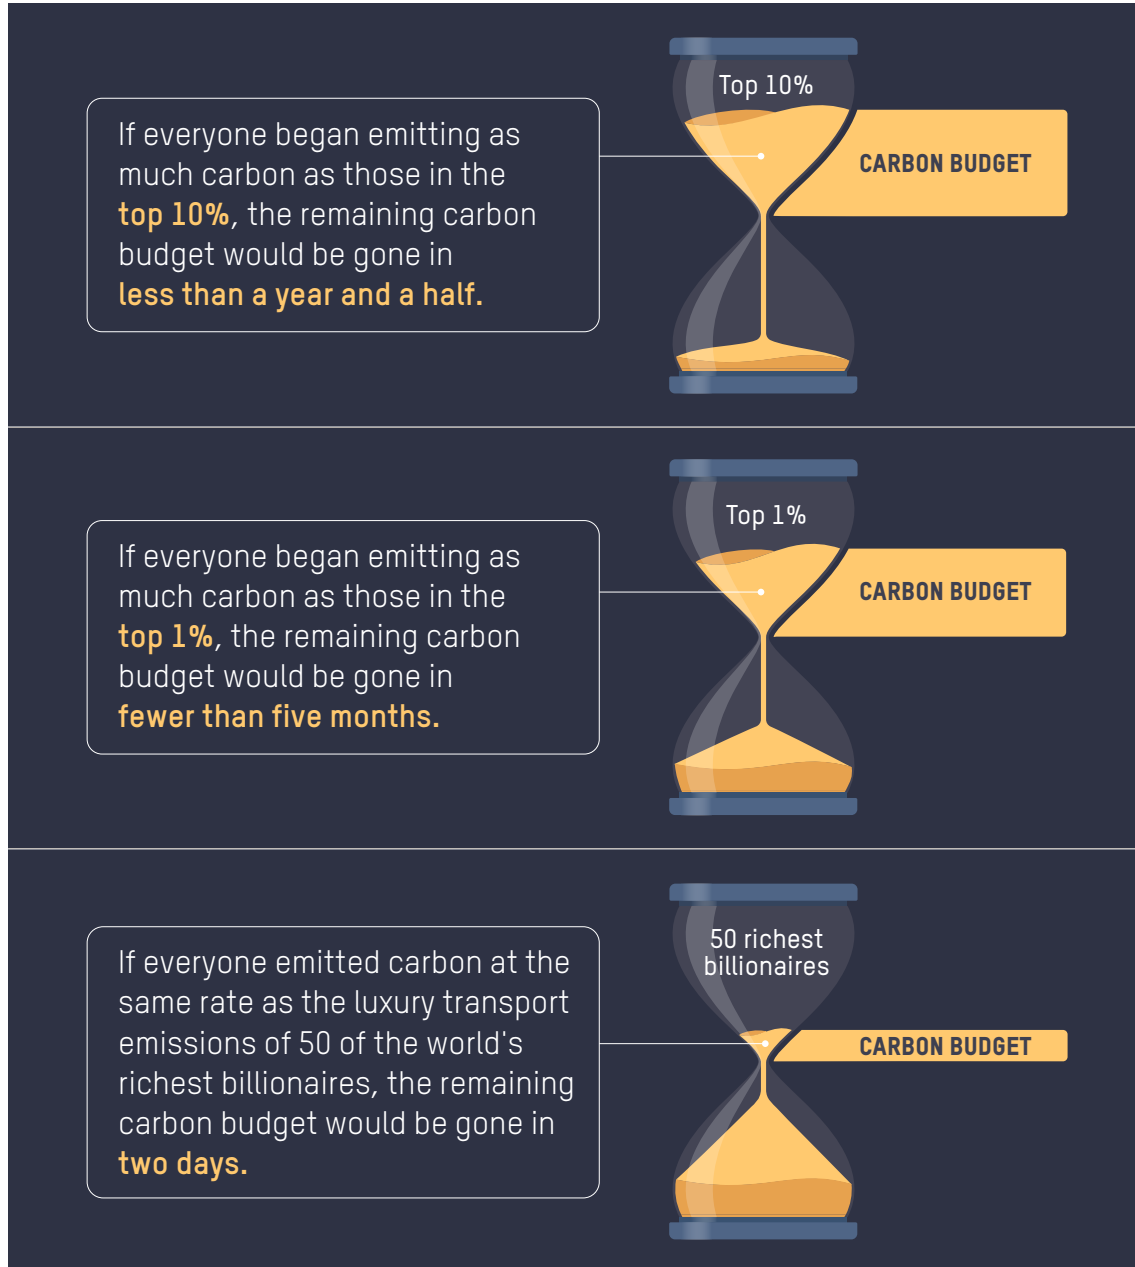 Top 10%
If everyone began emitting as
much carbon as those in the
top 10%, the remaining carbon
budget would be gone in
less than a year and a half.
CARBON BUDGET
Top 1%
If everyone began emitting as
much carbon as those in the
top 1%, the remaining carbon
budget would be gone in
fewer than five months.
CARBON BUDGET
50 richest
billionaires
If everyone emitted carbon at the
same rate as the luxury transport
emissions of 50 of the world's
richest billionaires, the remaining
carbon budget would be gone in
two days.
CARBON BUDGET